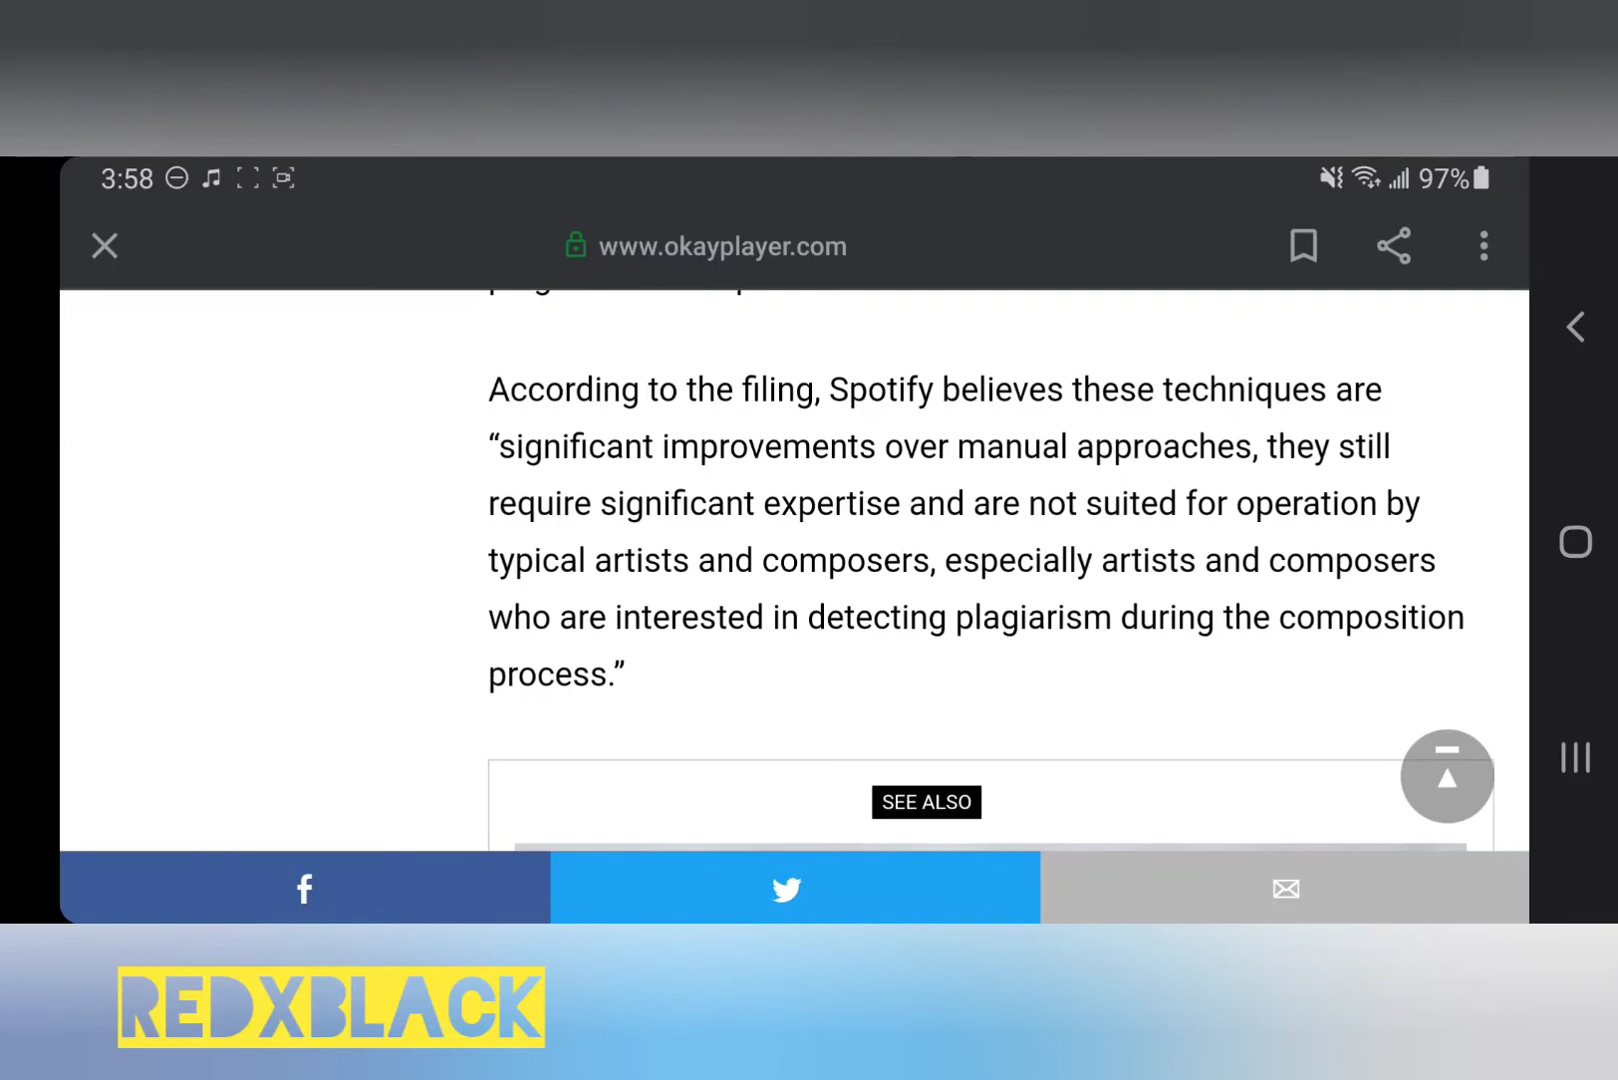 3:58
97%
www.okayplayer.com
According to the filing, Spotify believes these techniques are
“significant improvements over manual approaches, they still
require significant expertise and are not suited for operation by
typical artists and composers, especially artists and composers
who are interested in detecting plagiarism during the composition
process.”
SEE ALSO
REDXBLACK